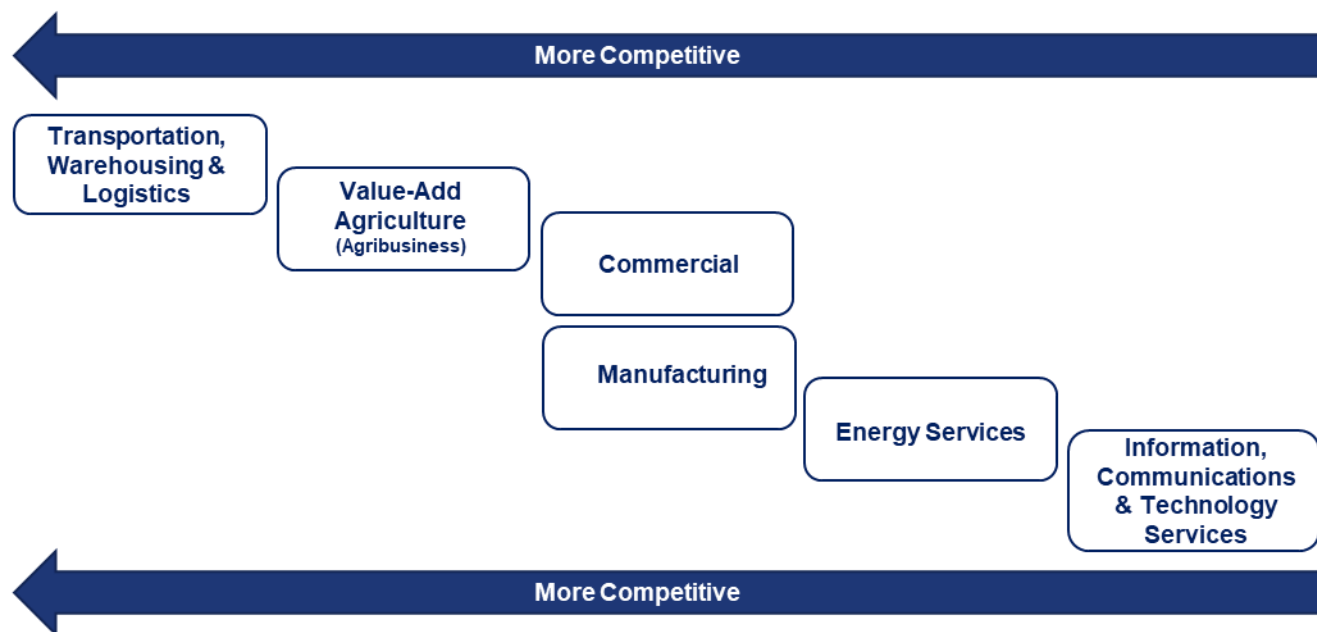 More Competitive
Transportation,
Warehousing &
Logistics
Value-Add
Agriculture
(Agribusiness)
Commercial
Manufacturing
Energy Services
Information,
Communications
& Technology
Services
More Competitive